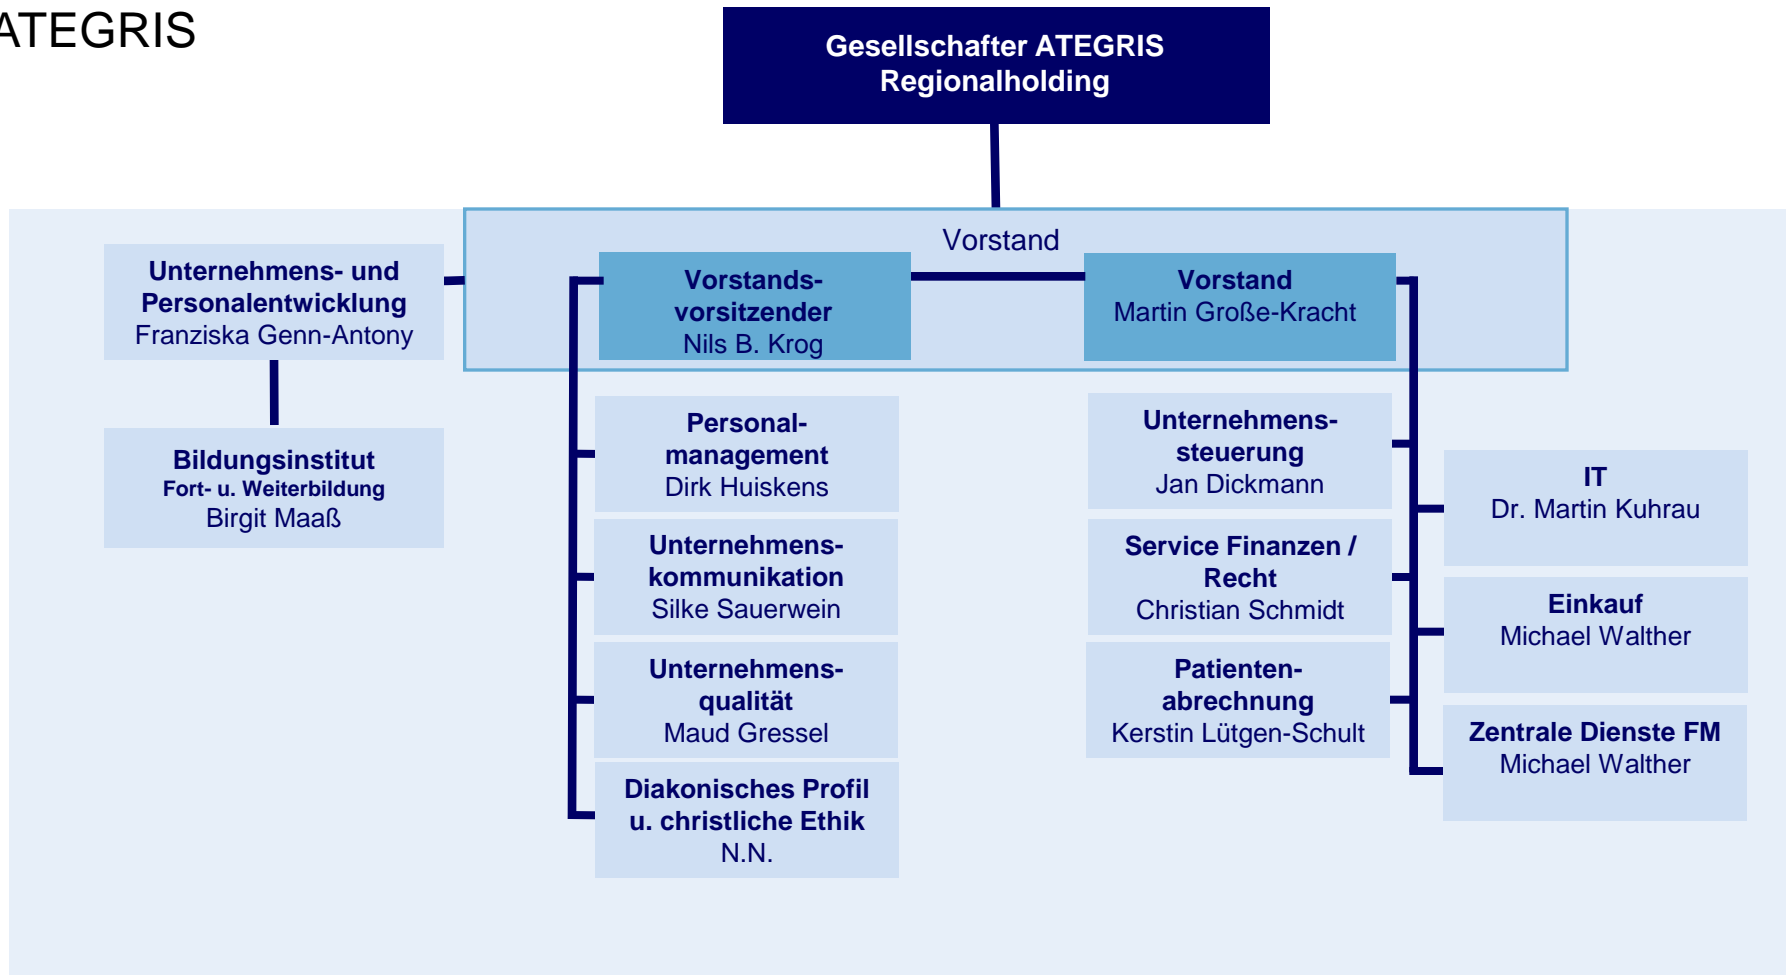 ATEGRIS
Gesellschafter ATEGRIS
Regionalholding
Vorstand
Unternehmens- und
Personalentwicklung
Franziska Genn-Antony
Bildungsinstitut
Fort- u. Weiterbildung
Birgit Maaß
Vorstands-
vorsitzender
Nils B. Krog
Vorstand
Martin Große-Kracht
Personal-
management
Dirk Huiskens
Unternehmens-
kommunikation
Silke Sauerwein
Unternehmens-
qualität
Maud Gressel
Diakonisches Profil
u. christliche Ethik
N.N.
Unternehmens-
steuerung
Jan Dickmann
Service Finanzen /
Recht
Christian Schmidt
Patienten-
abrechnung
Kerstin Lütgen-Schult
IT
Dr. Martin Kuhrau
Einkauf
Michael Walther
Zentrale Dienste FM
Michael Walther